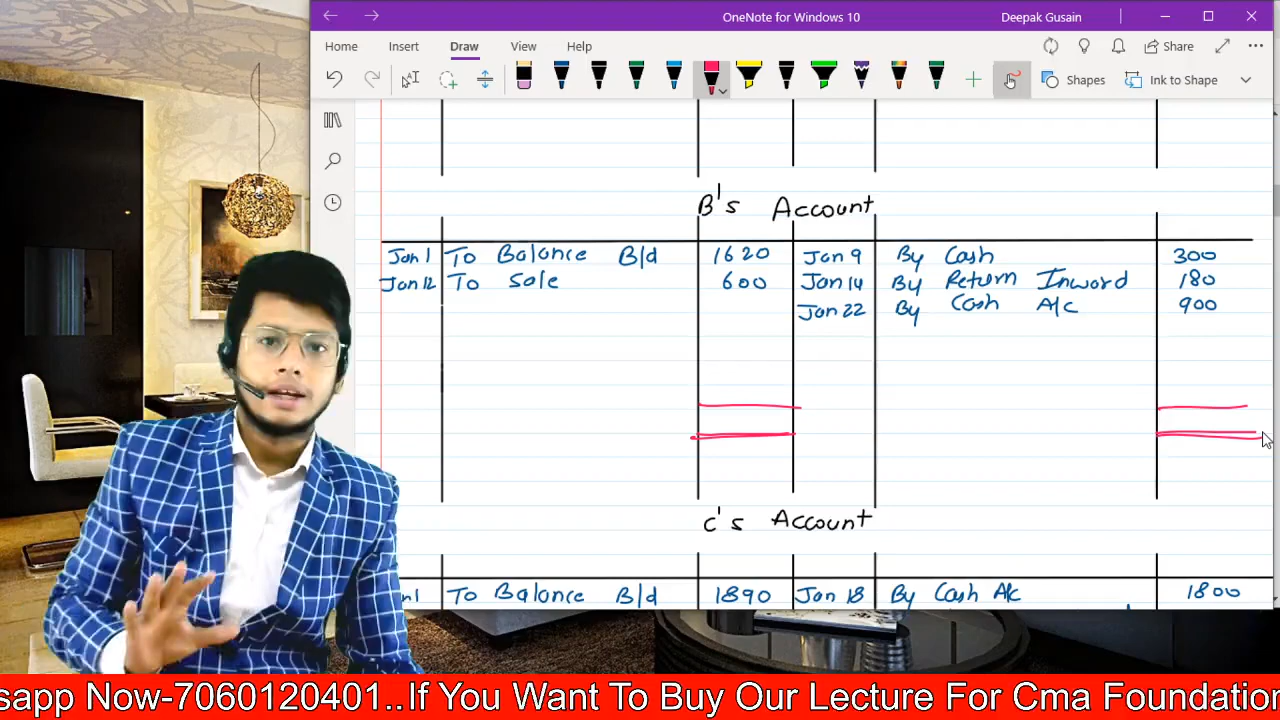 OneNote for Windows 10
Deepak Gusain
Home Insert Draw View Help
Share
Shapes
Ink to Shape
B's Account
Jan 1 To Balance B/d 1620 Jan 9 By Cash 300
Jan 12 To Sale 600 Jan 14 By Return Inward 180
Jan 22 By Cash A/c 900
C's Account
n1 To Balance B/d 1890 Jan 18 By Cash A/c 1800
sapp Now-7060120401..If You Want To Buy Our Lecture For Cma Foundation